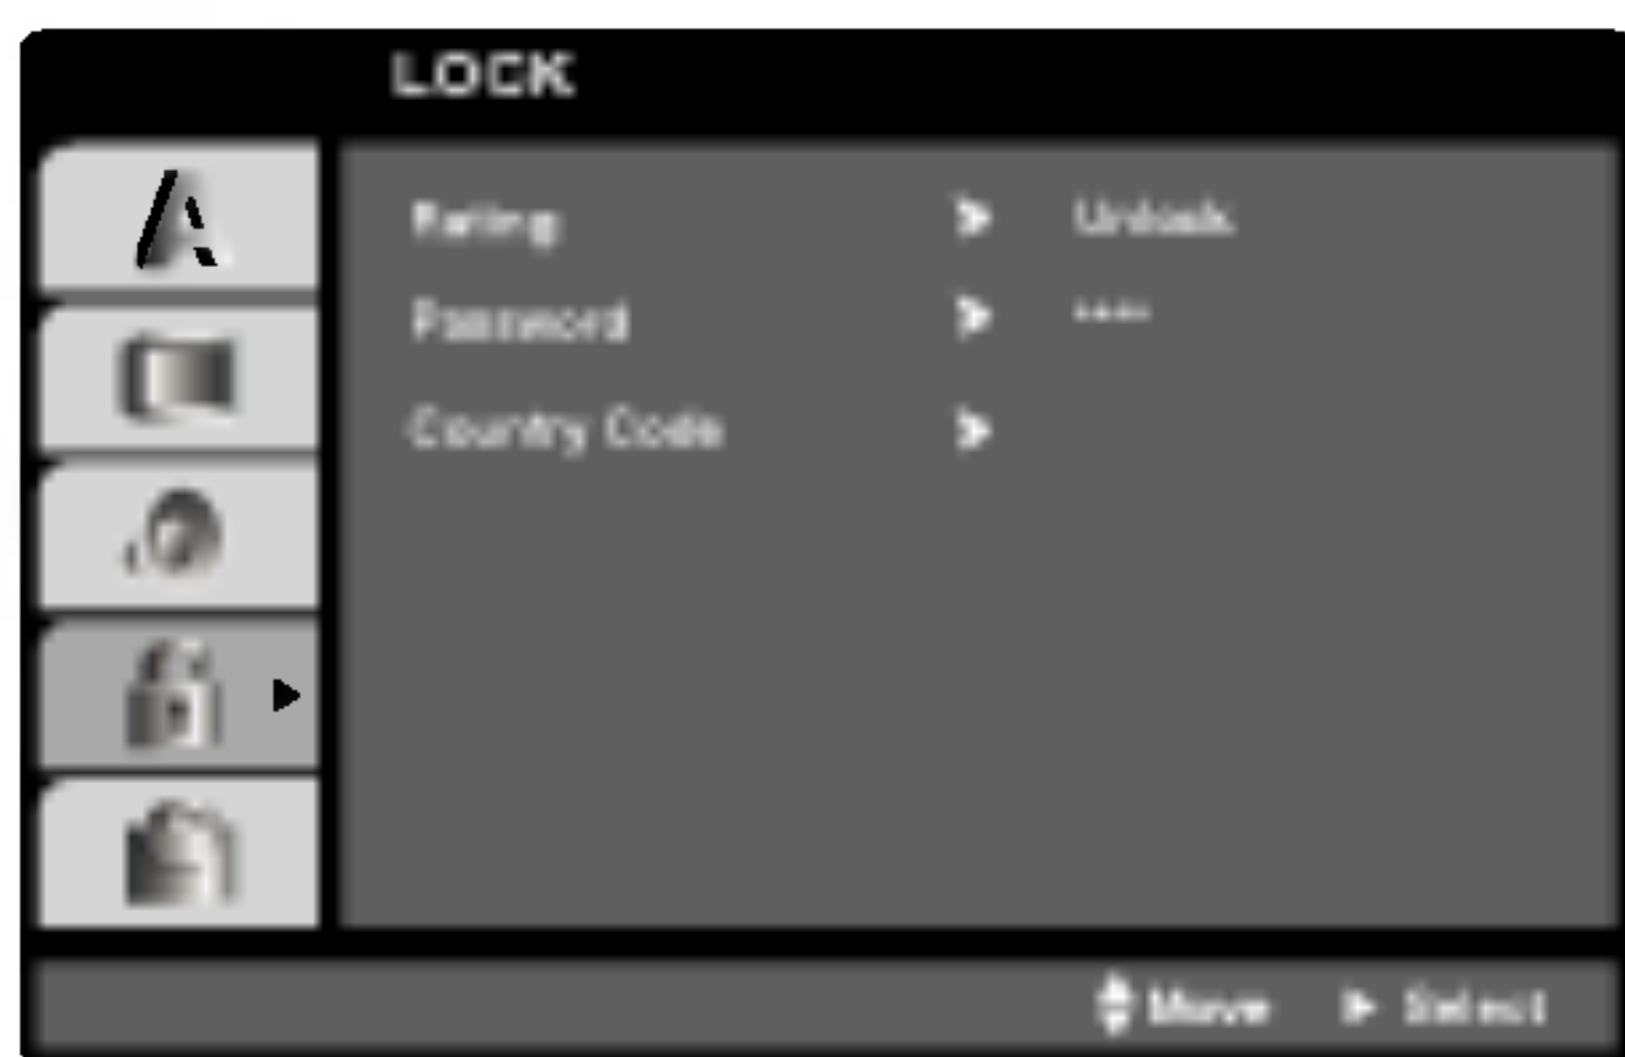 LOCK
A
Rating Unlock
Password ****
Country Code
Move Select